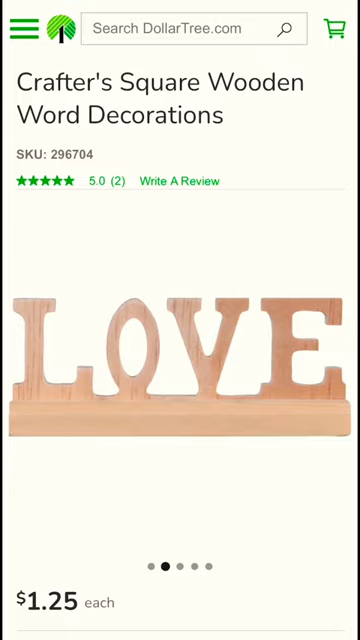 Search DollarTree.com
Crafter's Square Wooden
Word Decorations
SKU: 296704
5.0 (2) Write A Review
LOVE
$1.25 each